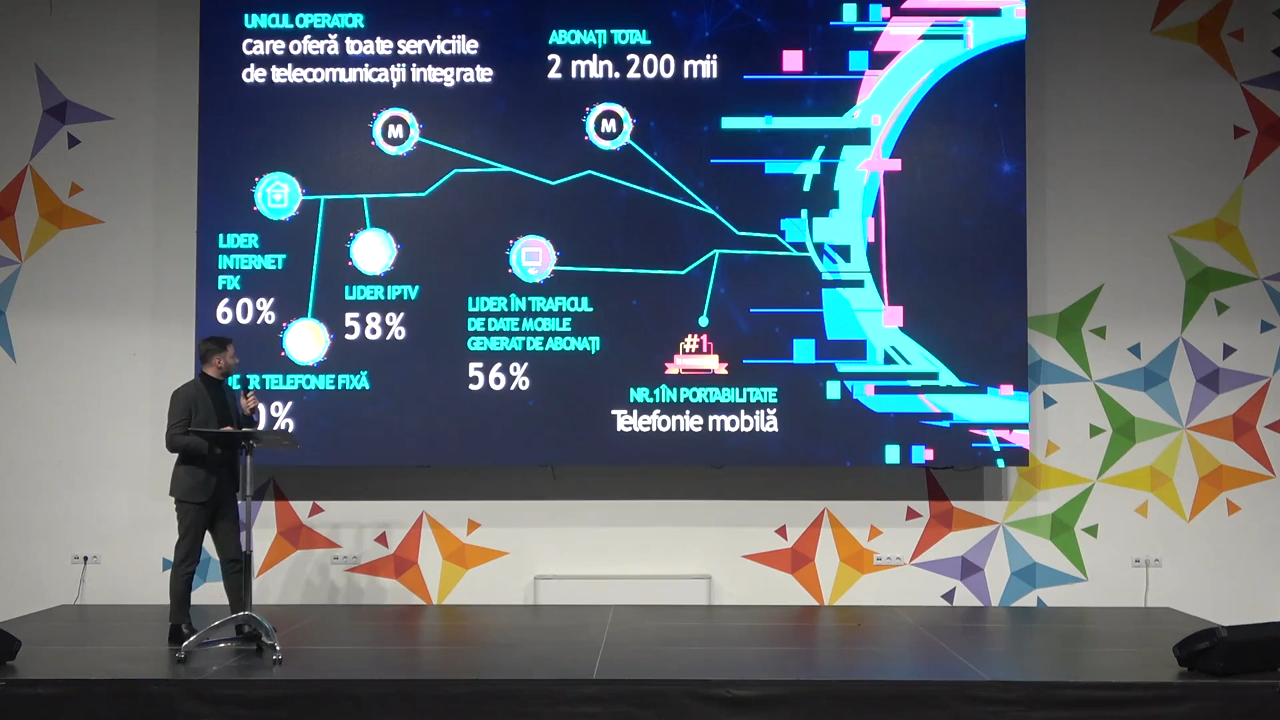 UNICUL OPERATOR
Care oferă toate serviciile
de telecomunicații integrate
ABONAȚI TOTAL
2 mln. 200 mii
M
M
LIDER
INTERNET
FIX
60%
LIDER IPTV
58%
LIDER ÎN TRAFICUL
DE DATE MOBILE
GENERAT DE ABONAȚI
56%
#1
NR.1 ÎN PORTABILITATE
Telefonie mobilă
TELEFONIE FIXĂ